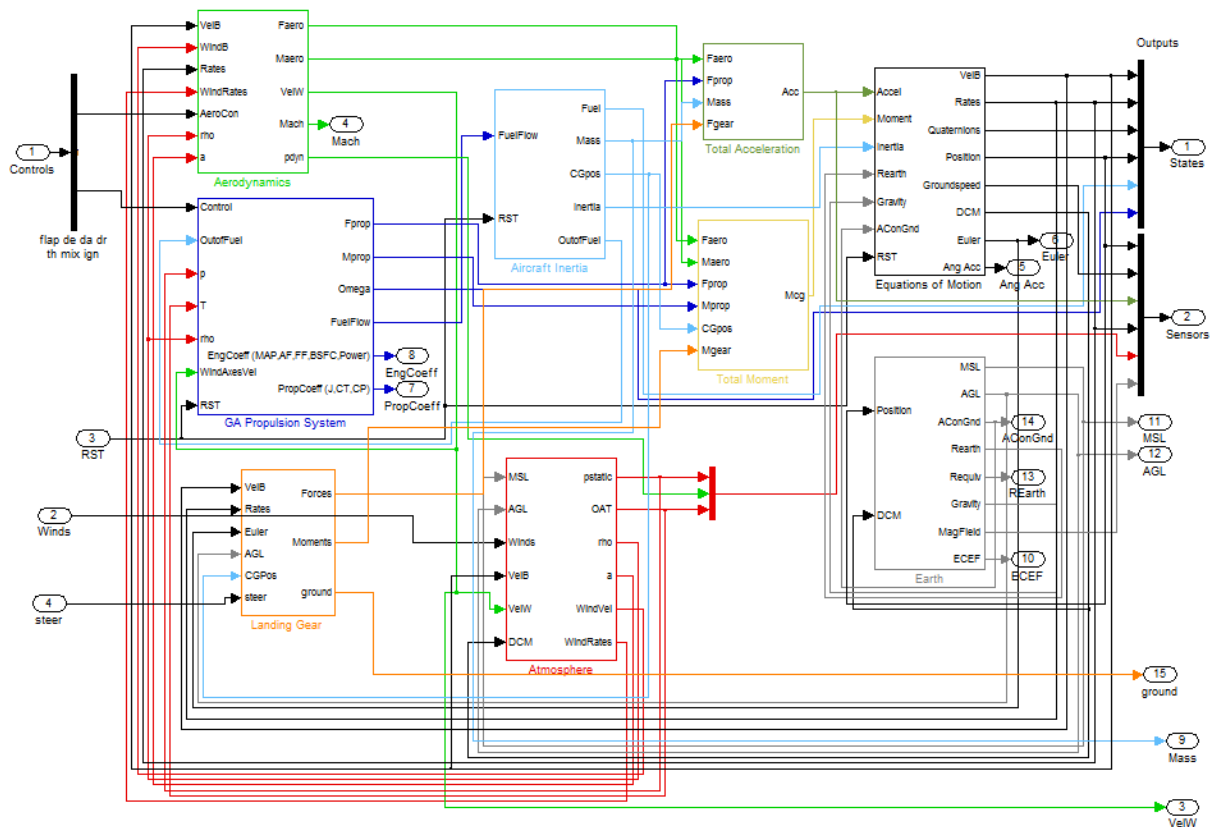 1
Controls
flap de da dr
th mix ign
VelB
WindB
Rates
WindRates
AeroCon
rho
a
Faero
Maero
VelW
Mach
pdyn
Aerodynamics
4
Mach
Control
OutofFuel
p
T
rho
WindAxesVel
RST
Fprop
Mprop
Omega
FuelFlow
EngCoeff (MAP,AF,FF,BSFC,Power)
PropCoeff (J,CT,CP)
GA Propulsion System
8
EngCoeff
7
PropCoeff
3
RST
2
Winds
4
steer
VelB
Rates
Euler
AGL
CGPos
steer
Forces
Moments
ground
Landing Gear
FuelFlow
RST
Fuel
Mass
CGpos
Inertia
OutofFuel
Aircraft Inertia
MSL
AGL
Winds
VelB
VelW
DCM
pstatic
OAT
rho
a
WindVel
WindRates
Atmosphere
Faero
Fprop
Mass
Fgear
Acc
Total Acceleration
Faero
Maero
Fprop
Mprop
CGpos
Mgear
Mcg
Total Moment
Accel
Moment
Inertia
Rearth
Gravity
AConGnd
RST
VelB
Rates
Quaternions
Position
Groundspeed
DCM
Euler
Ang Acc
Equations of Motion
6
Euler
5
Ang Acc
Position
DCM
MSL
AGL
AConGnd
Rearth
Requiv
Gravity
MagField
ECEF
Earth
14
AConGnd
13
REarth
10
ECEF
Outputs
1
States
2
Sensors
11
MSL
12
AGL
15
ground
9
Mass
3
VelW